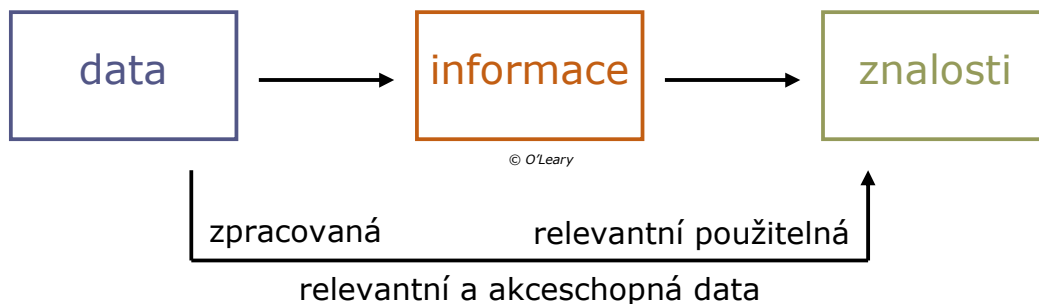 data informace znalosti
© O'Leary
zpracovaná relevantní použitelná
relevantní a akceschopná data